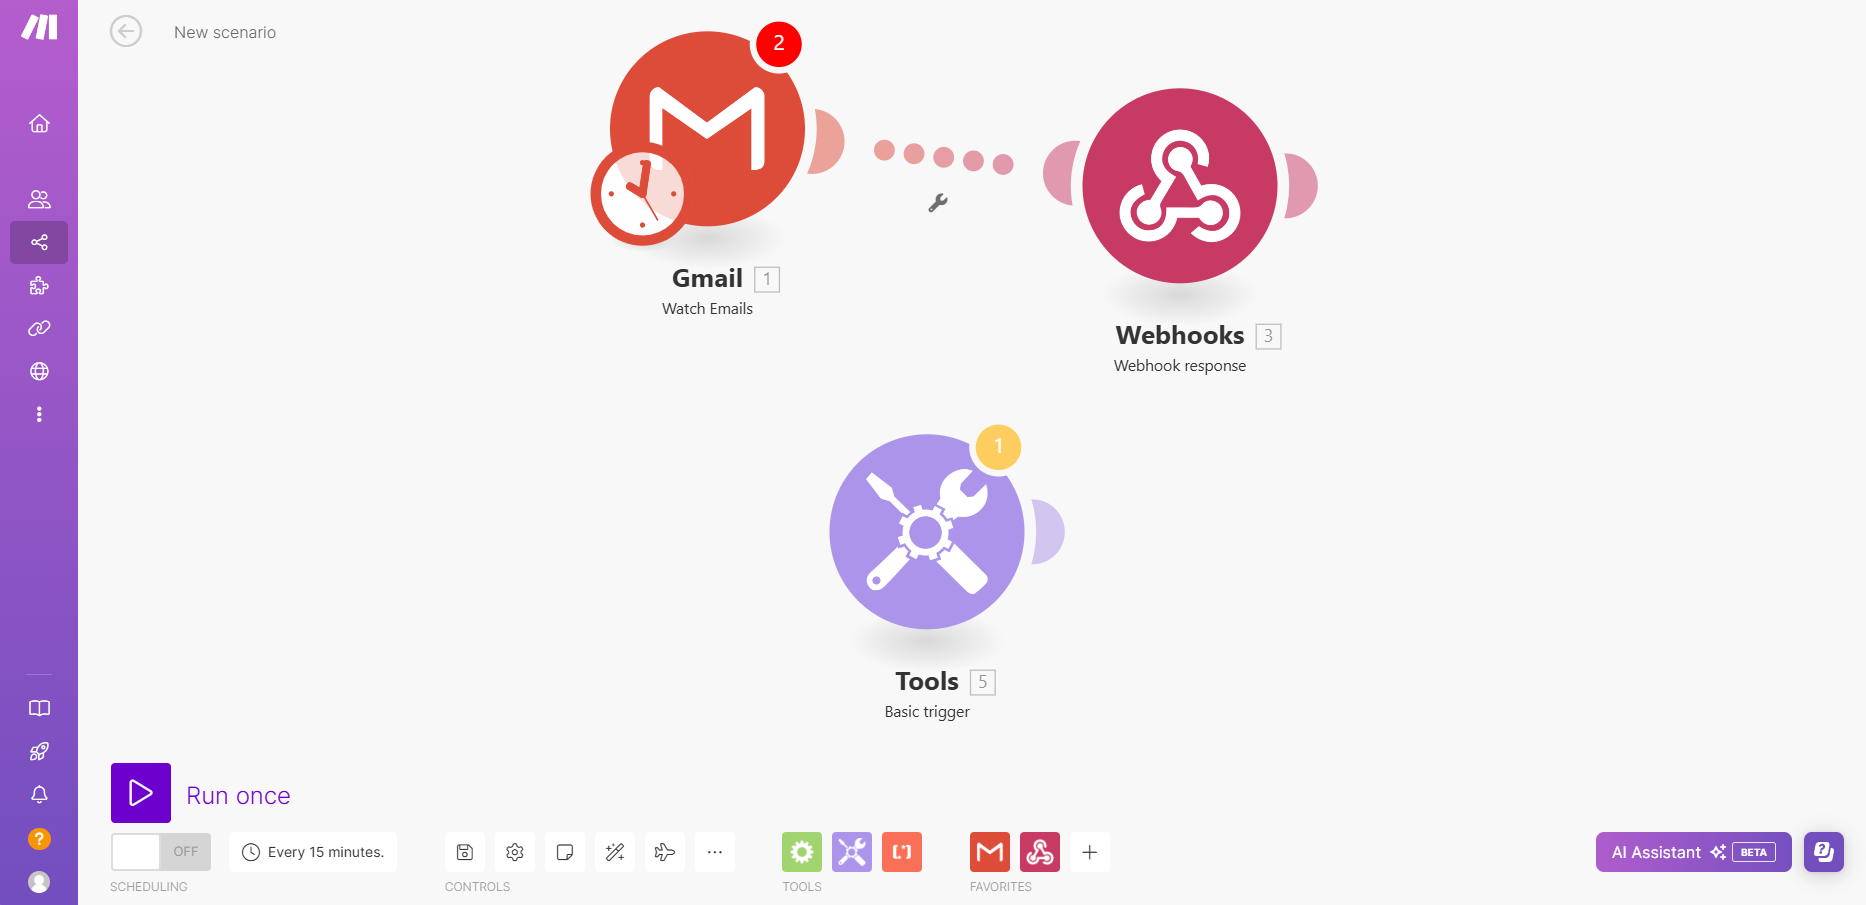 New scenario
2
Gmail 1
Watch Emails
Webhooks 3
Webhook response
1
Tools 5
Basic trigger
Run once
OFF
Every 15 minutes.
SCHEDULING
CONTROLS
[.*]
TOOLS
FAVORITES
AI Assistant BETA
?
?